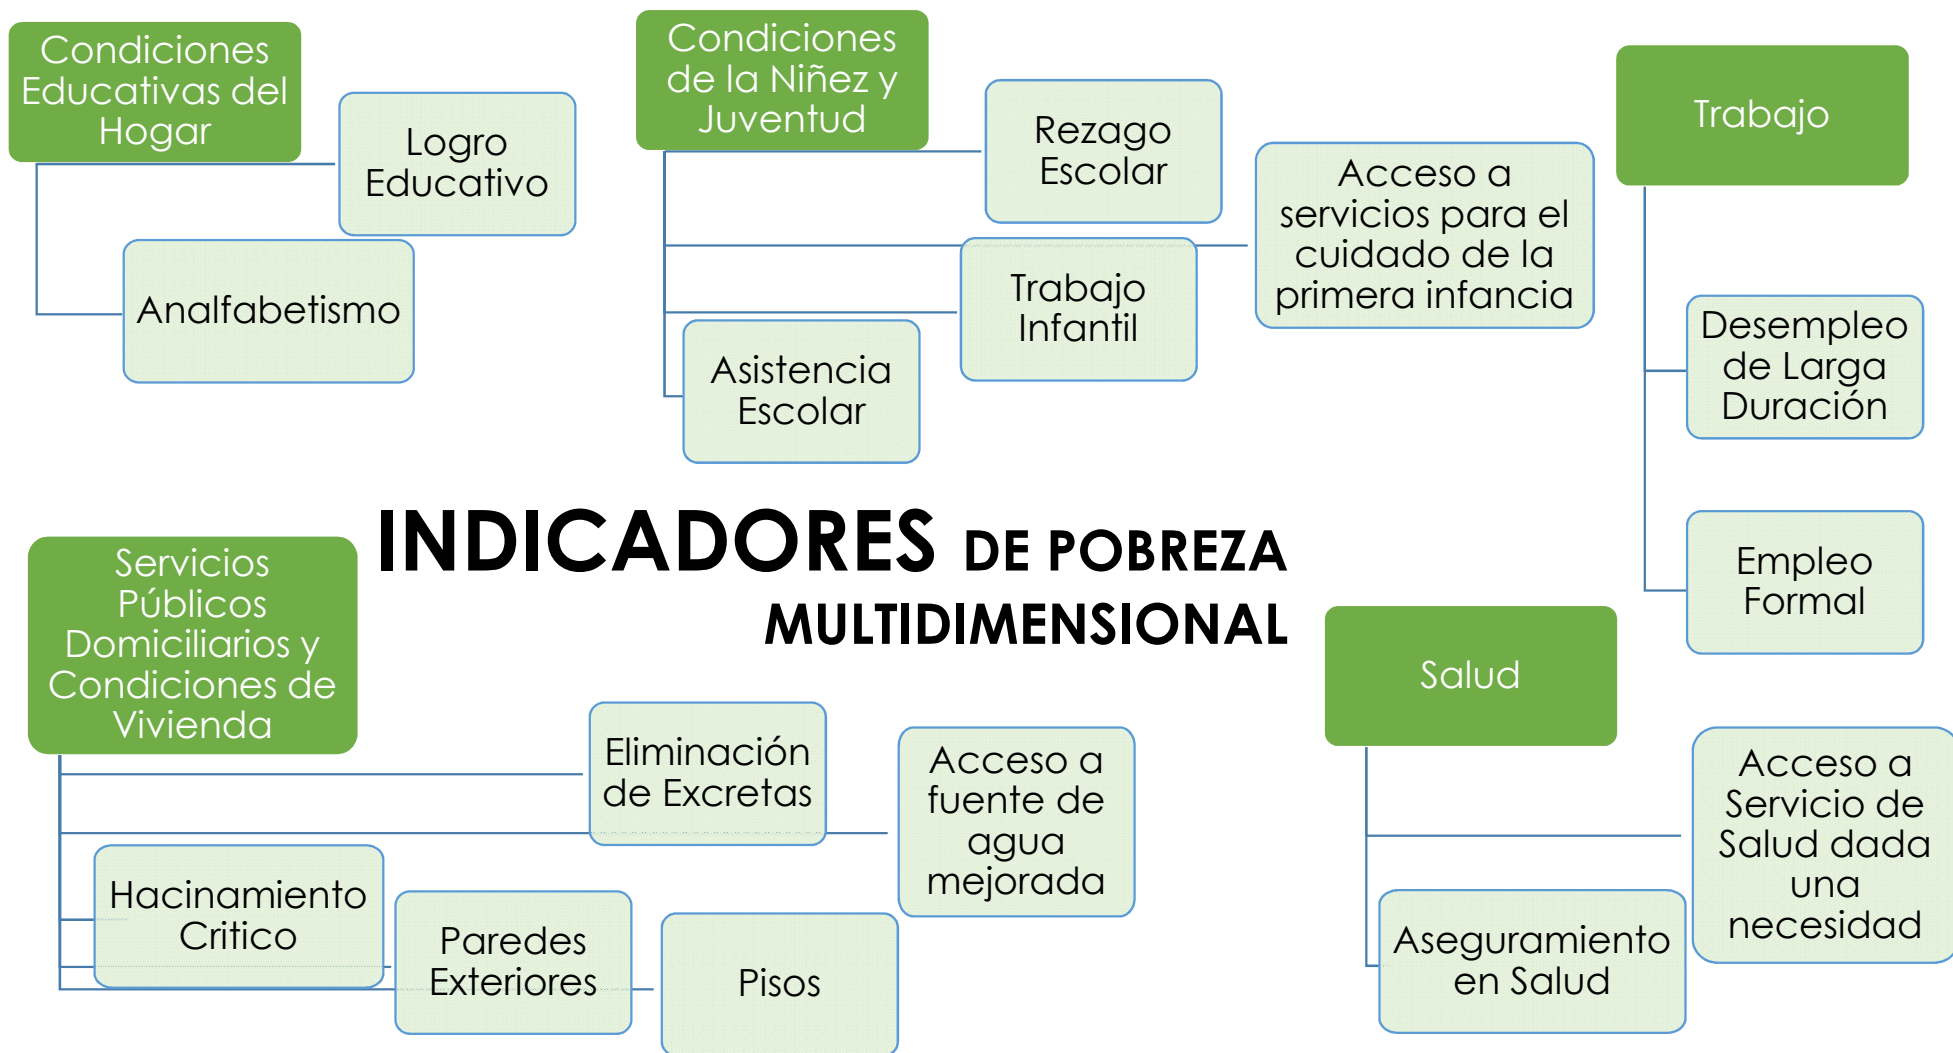 Condiciones
Educativas del
Hogar
Logro
Educativo
Analfabetismo
Condiciones
de la Niñez y
Juventud
Rezago
Escolar
Acceso a
servicios para el
cuidado de la
primera infancia
Trabajo
Infantil
Asistencia
Escolar
Trabajo
Desempleo
de Larga
Duración
Empleo
Formal
INDICADORES DE POBREZA
MULTIDIMENSIONAL
Servicios
Públicos
Domiciliarios y
Condiciones de
Vivienda
Eliminación
de Excretas
Acceso a
fuente de
agua
mejorada
Hacinamiento
Critico
Paredes
Exteriores
Pisos
Salud
Acceso a
Servicio de
Salud dada
una
necesidad
Aseguramiento
en Salud